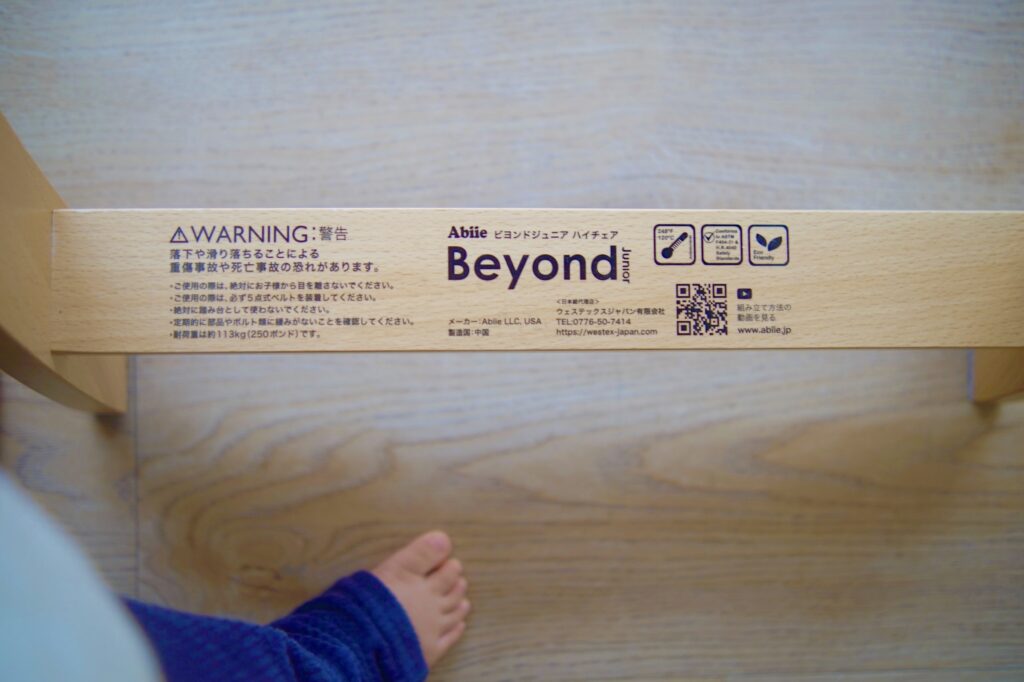 ⚠WARNING:警告
落下や滑り落ちることによる
重傷事故や死亡事故の恐れがあります。
・ご使用の際は、絶対にお子様から目を離さないでください。
・ご使用の際は、必ず5点式ベルトを装着してください。
・絶対に踏み台として使わないでください。
・定期的に部品やボルト類に緩みがないことを確認してください。
・耐荷重は約113kg(250ポンド)です。
Abiie ビヨンドジュニア ハイチェア
Beyond Junior
メーカー：Abiie LLC, USA
製造国：中国
<日本総代理店>
ウェステックスジャパン有限会社
TEL:0776-50-7414
https://westex-japan.com
248°F
120°C
Conforms
to ASTM
F404-21 &
H.R.4040
Safety
Standards
Eco
Friendly
組み立て方法の
動画を見る
www.abiie.jp